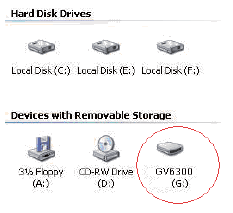 Hard Disk Drives
Local Disk (C:) Local Disk (E:) Local Disk (F:)
Devices with Removable Storage
3½ Floppy CD-RW Drive GV6300
(A:) (D:) (G:)